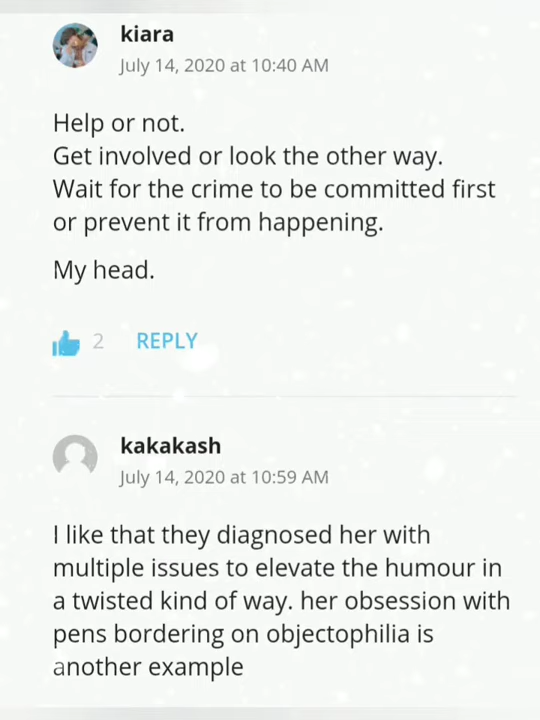 kiara
July 14, 2020 at 10:40 AM
Help or not.
Get involved or look the other way.
Wait for the crime to be committed first
or prevent it from happening.
My head.
2 REPLY
kakakash
July 14, 2020 at 10:59 AM
I like that they diagnosed her with
multiple issues to elevate the humour in
a twisted kind of way. her obsession with
pens bordering on objectophilia is
another example